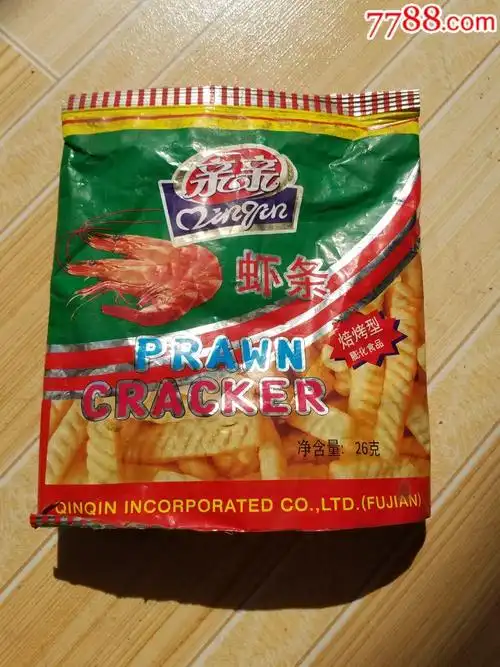 7788.com
亲亲
Qinqin
虾条
PRAWN
CRACKER
焙烤型
膨化食品
净含量: 26克
QINQIN INCORPORATED CO.,LTD.(FUJIAN)